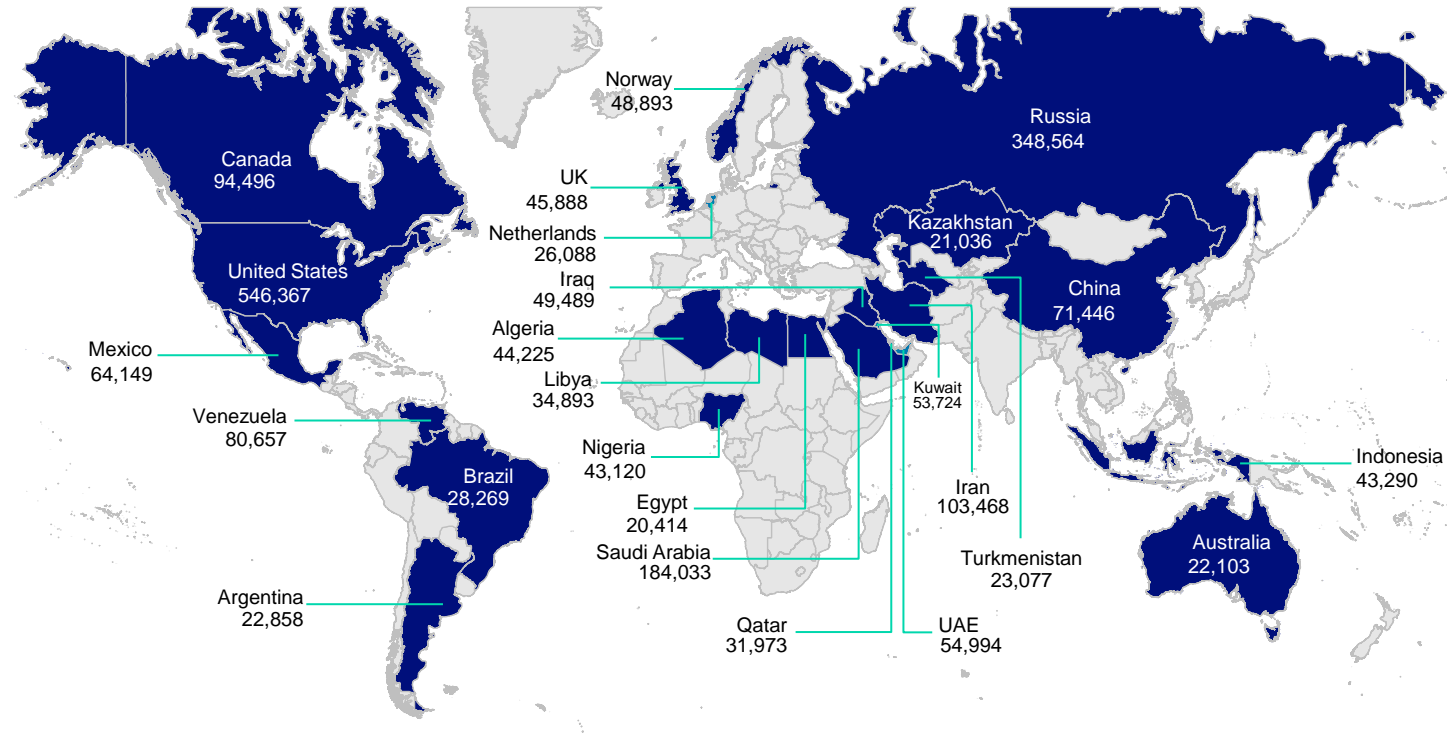 Norway
48,893
Russia
348,564
Canada
94,496
UK
45,888
Kazakhstan
21,036
Netherlands
26,088
United States
546,367
Iraq
49,489
China
71,446
Algeria
44,225
Mexico
64,149
Libya
34,893
Kuwait
53,724
Venezuela
80,657
Nigeria
43,120
Indonesia
43,290
Brazil
28,269
Iran
103,468
Egypt
20,414
Saudi Arabia
184,033
Turkmenistan
23,077
Australia
22,103
Argentina
22,858
Qatar
31,973
UAE
54,994